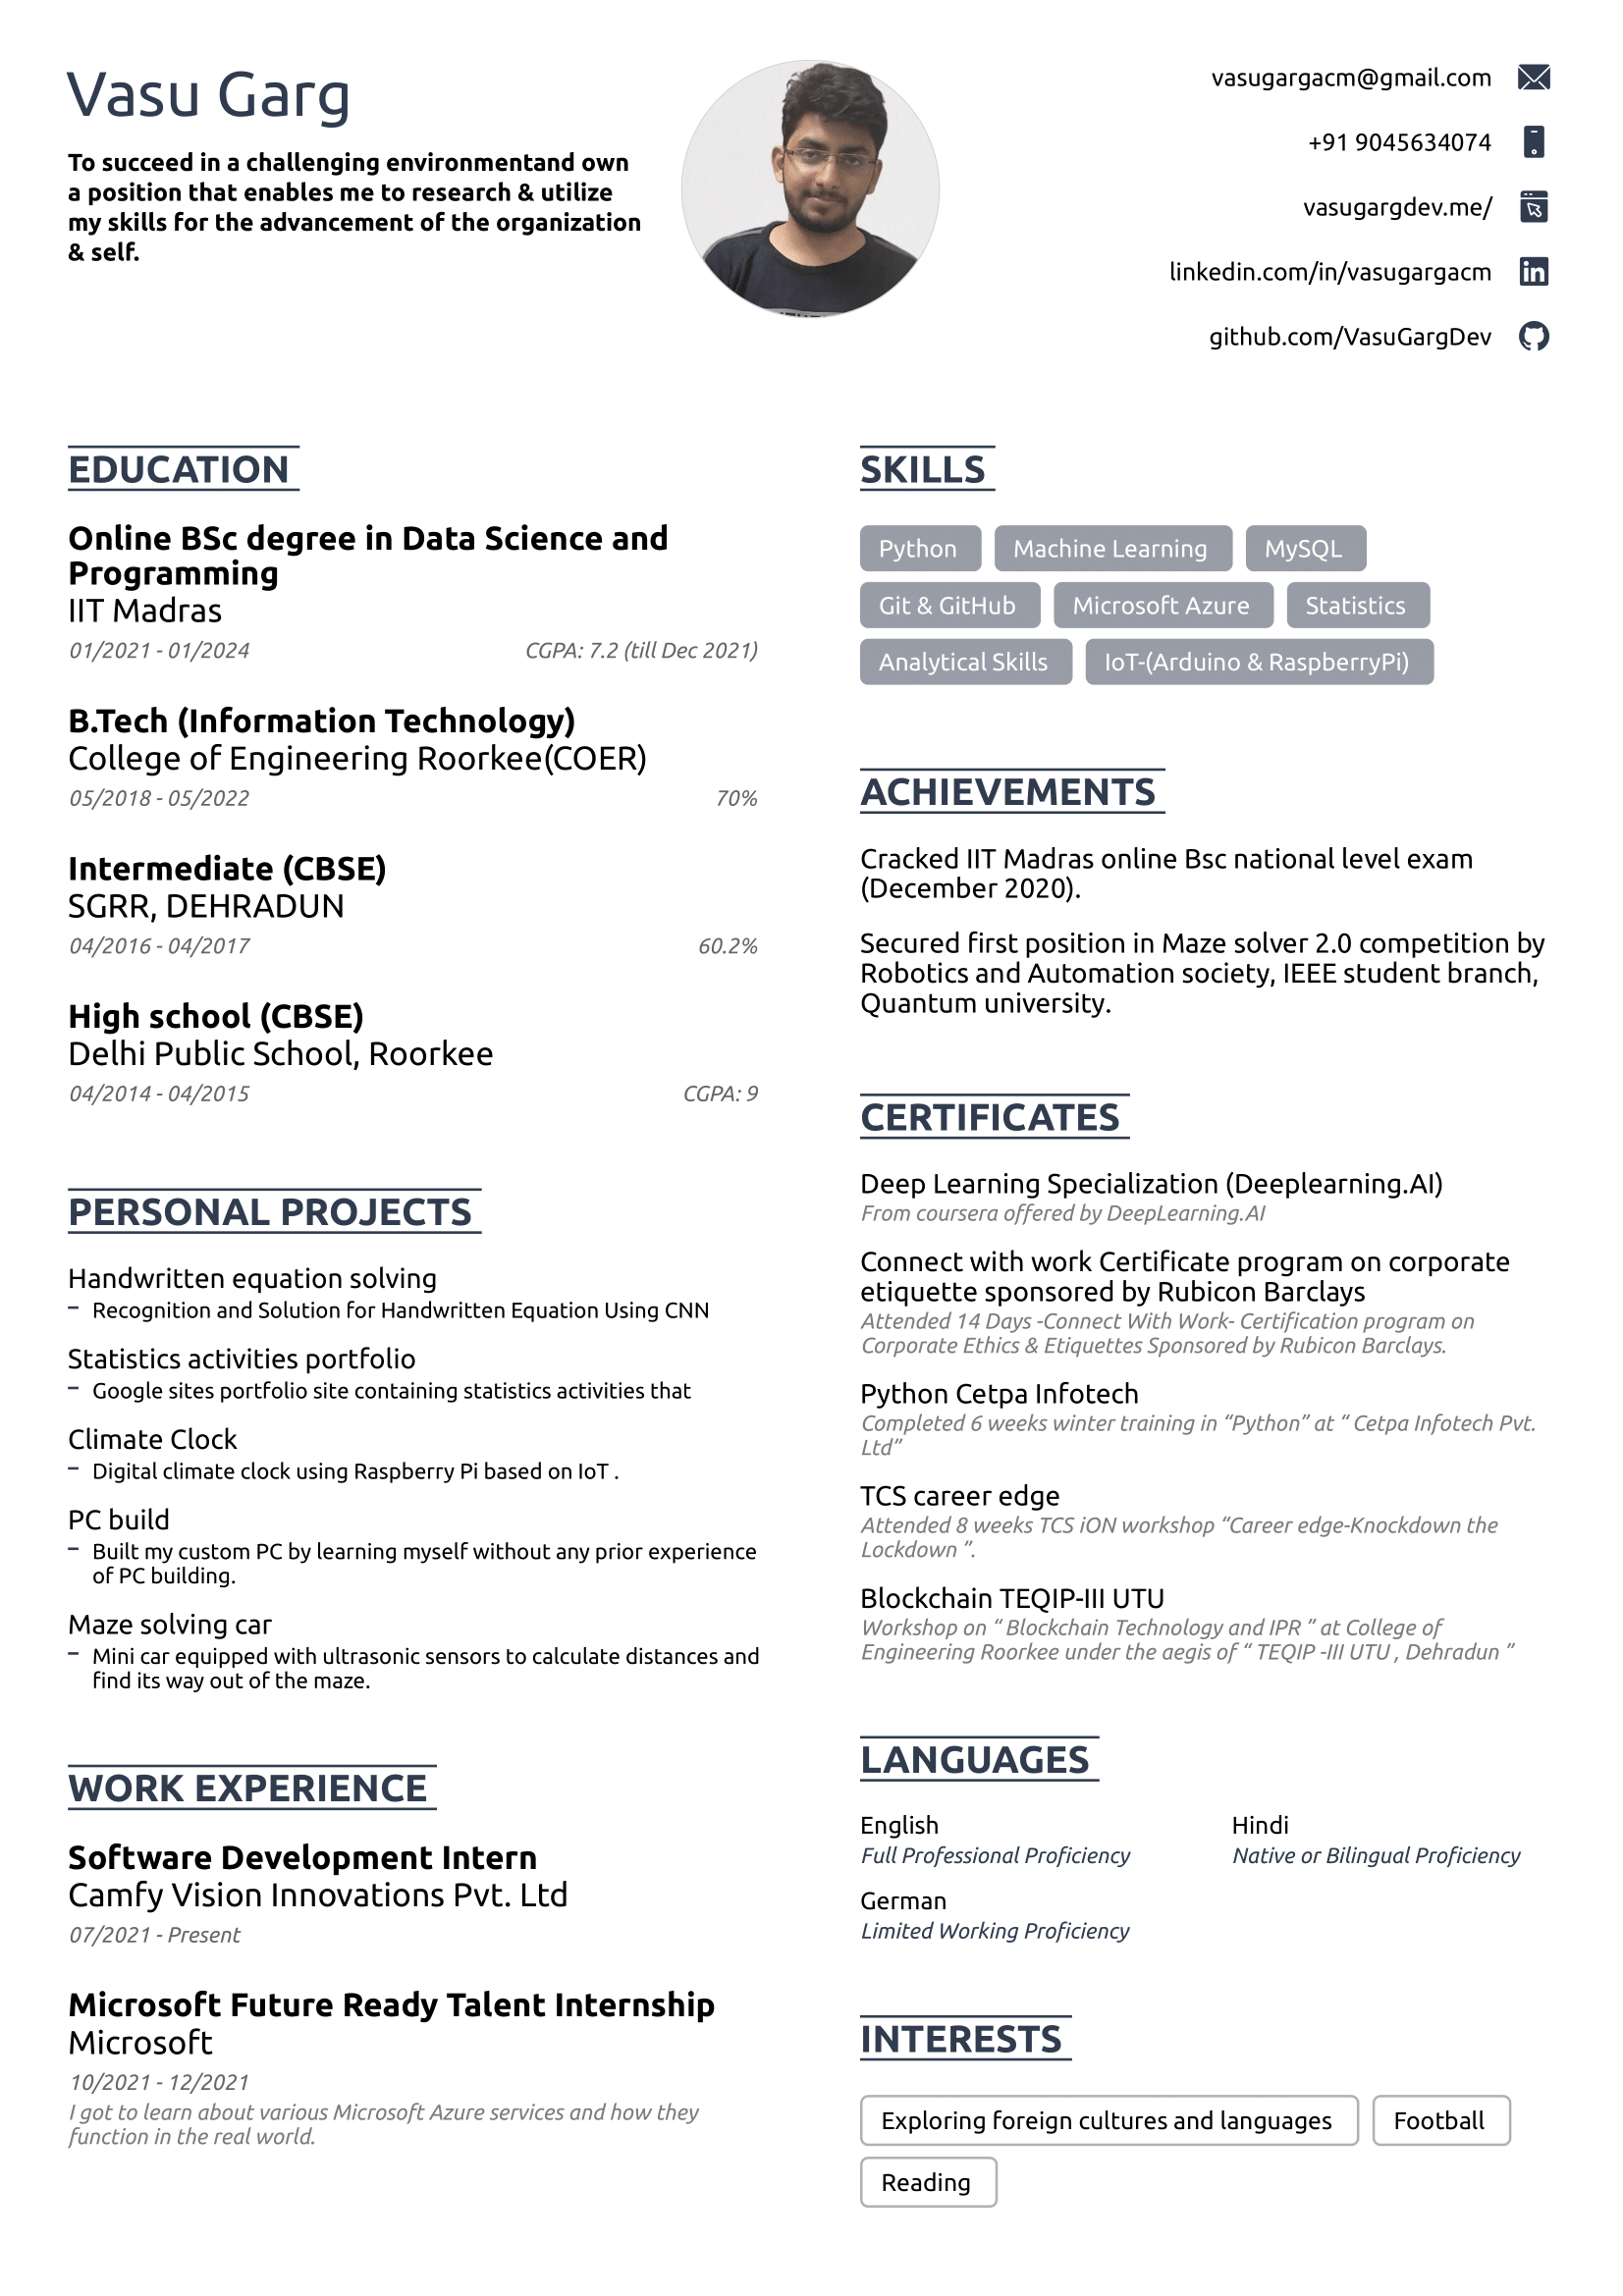 Vasu Garg
To succeed in a challenging environmentand own
a position that enables me to research & utilize
my skills for the advancement of the organization
& self.
vasugargacm@gmail.com
+91 9045634074
vasugargdev.me/
linkedin.com/in/vasugargacm
github.com/VasuGargDev
EDUCATION
Online BSc degree in Data Science and
Programming
IIT Madras
01/2021 - 01/2024 CGPA: 7.2 (till Dec 2021)
B.Tech (Information Technology)
College of Engineering Roorkee(COER)
05/2018 - 05/2022 70%
Intermediate (CBSE)
SGRR, DEHRADUN
04/2016 - 04/2017 60.2%
High school (CBSE)
Delhi Public School, Roorkee
04/2014 - 04/2015 CGPA: 9
PERSONAL PROJECTS
Handwritten equation solving
– Recognition and Solution for Handwritten Equation Using CNN
Statistics activities portfolio
– Google sites portfolio site containing statistics activities that
Climate Clock
– Digital climate clock using Raspberry Pi based on IoT .
PC build
– Built my custom PC by learning myself without any prior experience
of PC building.
Maze solving car
– Mini car equipped with ultrasonic sensors to calculate distances and
find its way out of the maze.
WORK EXPERIENCE
Software Development Intern
Camfy Vision Innovations Pvt. Ltd
07/2021 - Present
Microsoft Future Ready Talent Internship
Microsoft
10/2021 - 12/2021
I got to learn about various Microsoft Azure services and how they
function in the real world.
SKILLS
Python Machine Learning MySQL
Git & GitHub Microsoft Azure Statistics
Analytical Skills IoT-(Arduino & RaspberryPi)
ACHIEVEMENTS
Cracked IIT Madras online Bsc national level exam
(December 2020).
Secured first position in Maze solver 2.0 competition by
Robotics and Automation society, IEEE student branch,
Quantum university.
CERTIFICATES
Deep Learning Specialization (Deeplearning.AI)
From coursera offered by DeepLearning.AI
Connect with work Certificate program on corporate
etiquette sponsored by Rubicon Barclays
Attended 14 Days -Connect With Work- Certification program on
Corporate Ethics & Etiquettes Sponsored by Rubicon Barclays.
Python Cetpa Infotech
Completed 6 weeks winter training in “Python” at “ Cetpa Infotech Pvt.
Ltd”
TCS career edge
Attended 8 weeks TCS iON workshop “Career edge-Knockdown the
Lockdown ”.
Blockchain TEQIP-III UTU
Workshop on “ Blockchain Technology and IPR ” at College of
Engineering Roorkee under the aegis of “ TEQIP -III UTU , Dehradun ”
LANGUAGES
English Hindi
Full Professional Proficiency Native or Bilingual Proficiency
German
Limited Working Proficiency
INTERESTS
Exploring foreign cultures and languages Football
Reading